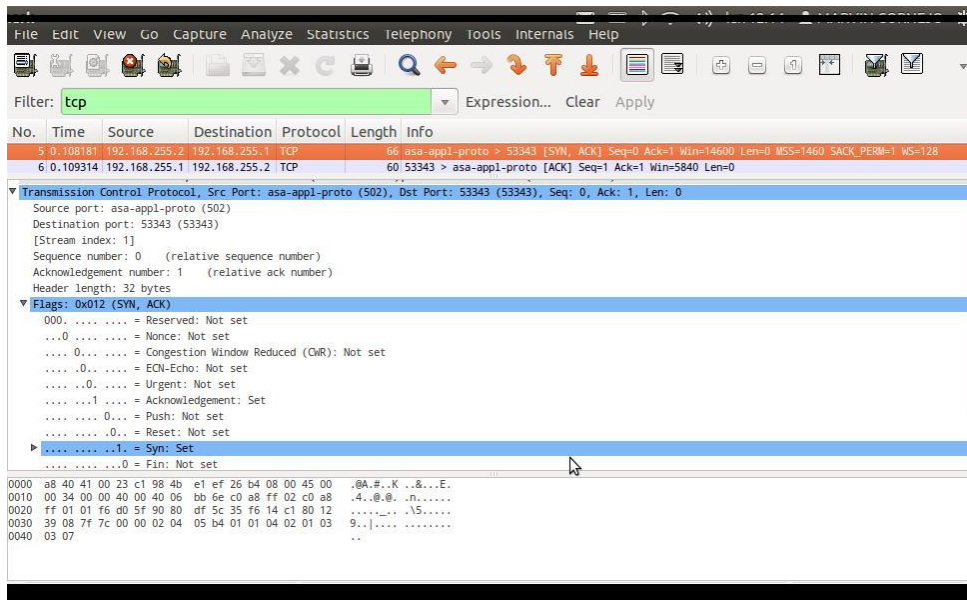 File Edit View Go Capture Analyze Statistics Telephony Tools Internals Help
Filter: tcp Expression... Clear Apply
No. Time Source Destination Protocol Length Info
5 0.108181 192.168.255.2 192.168.255.1 TCP 66 asa-appl-proto > 53343 [SYN, ACK] Seq=0 Ack=1 Win=14600 Len=0 MSS=1460 SACK_PERM=1 WS=128
6 0.109314 192.168.255.1 192.168.255.2 TCP 60 53343 > asa-appl-proto [ACK] Seq=1 Ack=1 Win=5840 Len=0
Transmission Control Protocol, Src Port: asa-appl-proto (502), Dst Port: 53343 (53343), Seq: 0, Ack: 1, Len: 0
Source port: asa-appl-proto (502)
Destination port: 53343 (53343)
[Stream index: 1]
Sequence number: 0 (relative sequence number)
Acknowledgement number: 1 (relative ack number)
Header length: 32 bytes
Flags: 0x012 (SYN, ACK)
000. .... .... = Reserved: Not set
...0 .... .... = Nonce: Not set
.... 0... .... = Congestion Window Reduced (CWR): Not set
.... .0.. .... = ECN-Echo: Not set
.... ..0. .... = Urgent: Not set
.... ...1 .... = Acknowledgement: Set
.... .... 0... = Push: Not set
.... .... .0.. = Reset: Not set
.... .... ..1. = Syn: Set
.... .... ...0 = Fin: Not set
0000 a8 40 41 00 23 c1 98 4b e1 ef 26 b4 08 00 45 00 .@A.#..K ..&...E.
0010 00 34 00 00 40 00 40 06 bb 6e c0 a8 ff 02 c0 a8 .4..@.@. .n......
0020 ff 01 01 f6 d0 5f 90 80 df 5c 35 f6 14 c1 80 12 ....._.. .\5.....
0030 39 08 7f 7c 00 00 02 04 05 b4 01 01 04 02 01 03 9..|.... ........
0040 03 07 ..